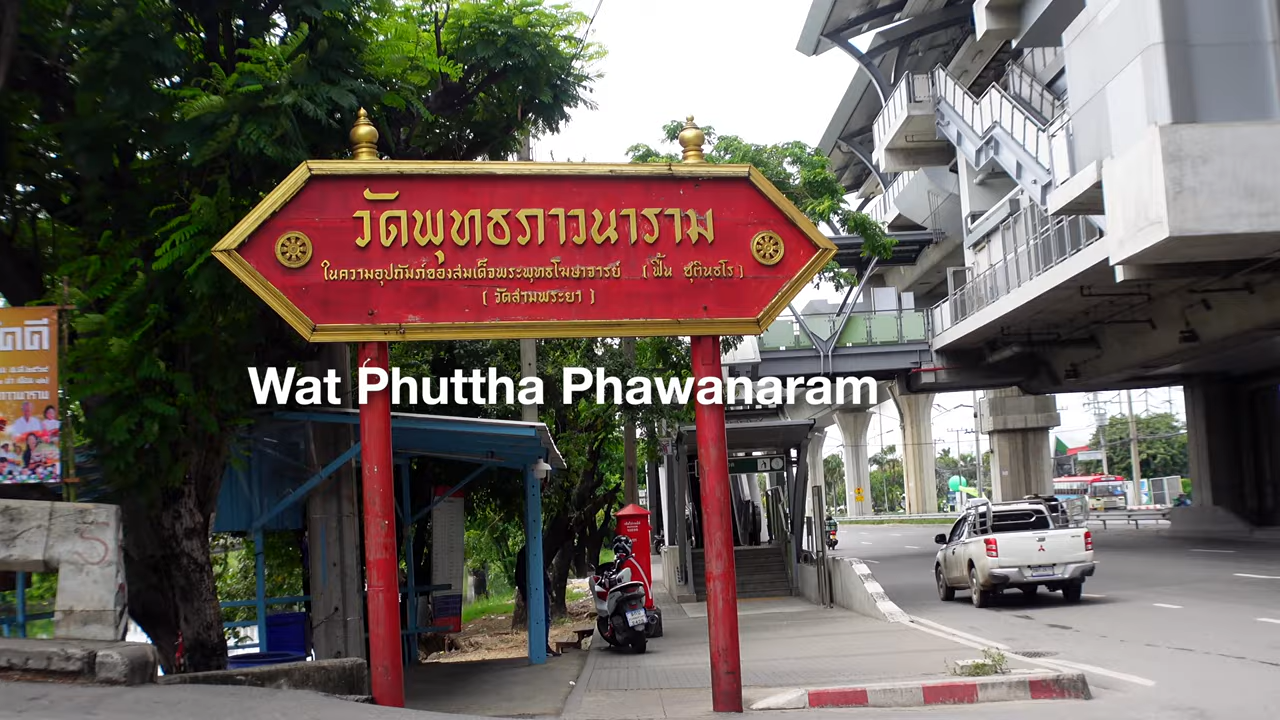 วัดพุทธภาวนาราม
ในความอุปถัมภ์ของสมเด็จพระพุทธโฆษาจารย์ (ฟื้น ชุตินฺธโร)
(วัดสามพระยา)
Wat Phuttha Phawanaram